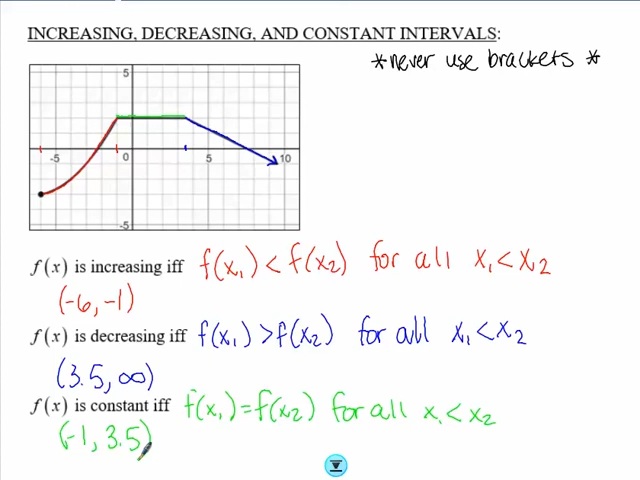 INCREASING, DECREASING, AND CONSTANT INTERVALS:
*never use brackets *
5
-5 0 5 10
-5
f(x) is increasing iff f(x₁) < f(x₂) for all x₁ < x₂
(-6, -1)
f(x) is decreasing iff f(x₁) > f(x₂) for all x₁ < x₂
(3.5, ∞)
f(x) is constant iff f(x₁) = f(x₂) for all x₁ < x₂
(-1, 3.5)